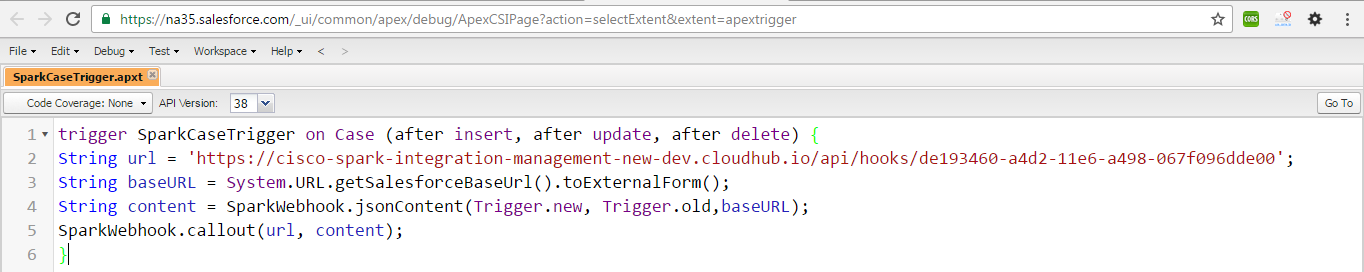 https://na35.salesforce.com/_ui/common/apex/debug/ApexCSIPage?action=selectExtent&extent=apextrigger
CORS
File Edit Debug Test Workspace Help < >
SparkCaseTrigger.apxt
Code Coverage: None API Version: 38 Go To
1 trigger SparkCaseTrigger on Case (after insert, after update, after delete) {
2 String url = 'https://cisco-spark-integration-management-new-dev.cloudhub.io/api/hooks/de193460-a4d2-11e6-a498-067f096dde00';
3 String baseURL = System.URL.getSalesforceBaseUrl().toExternalForm();
4 String content = SparkWebhook.jsonContent(Trigger.new, Trigger.old,baseURL);
5 SparkWebhook.callout(url, content);
6 }